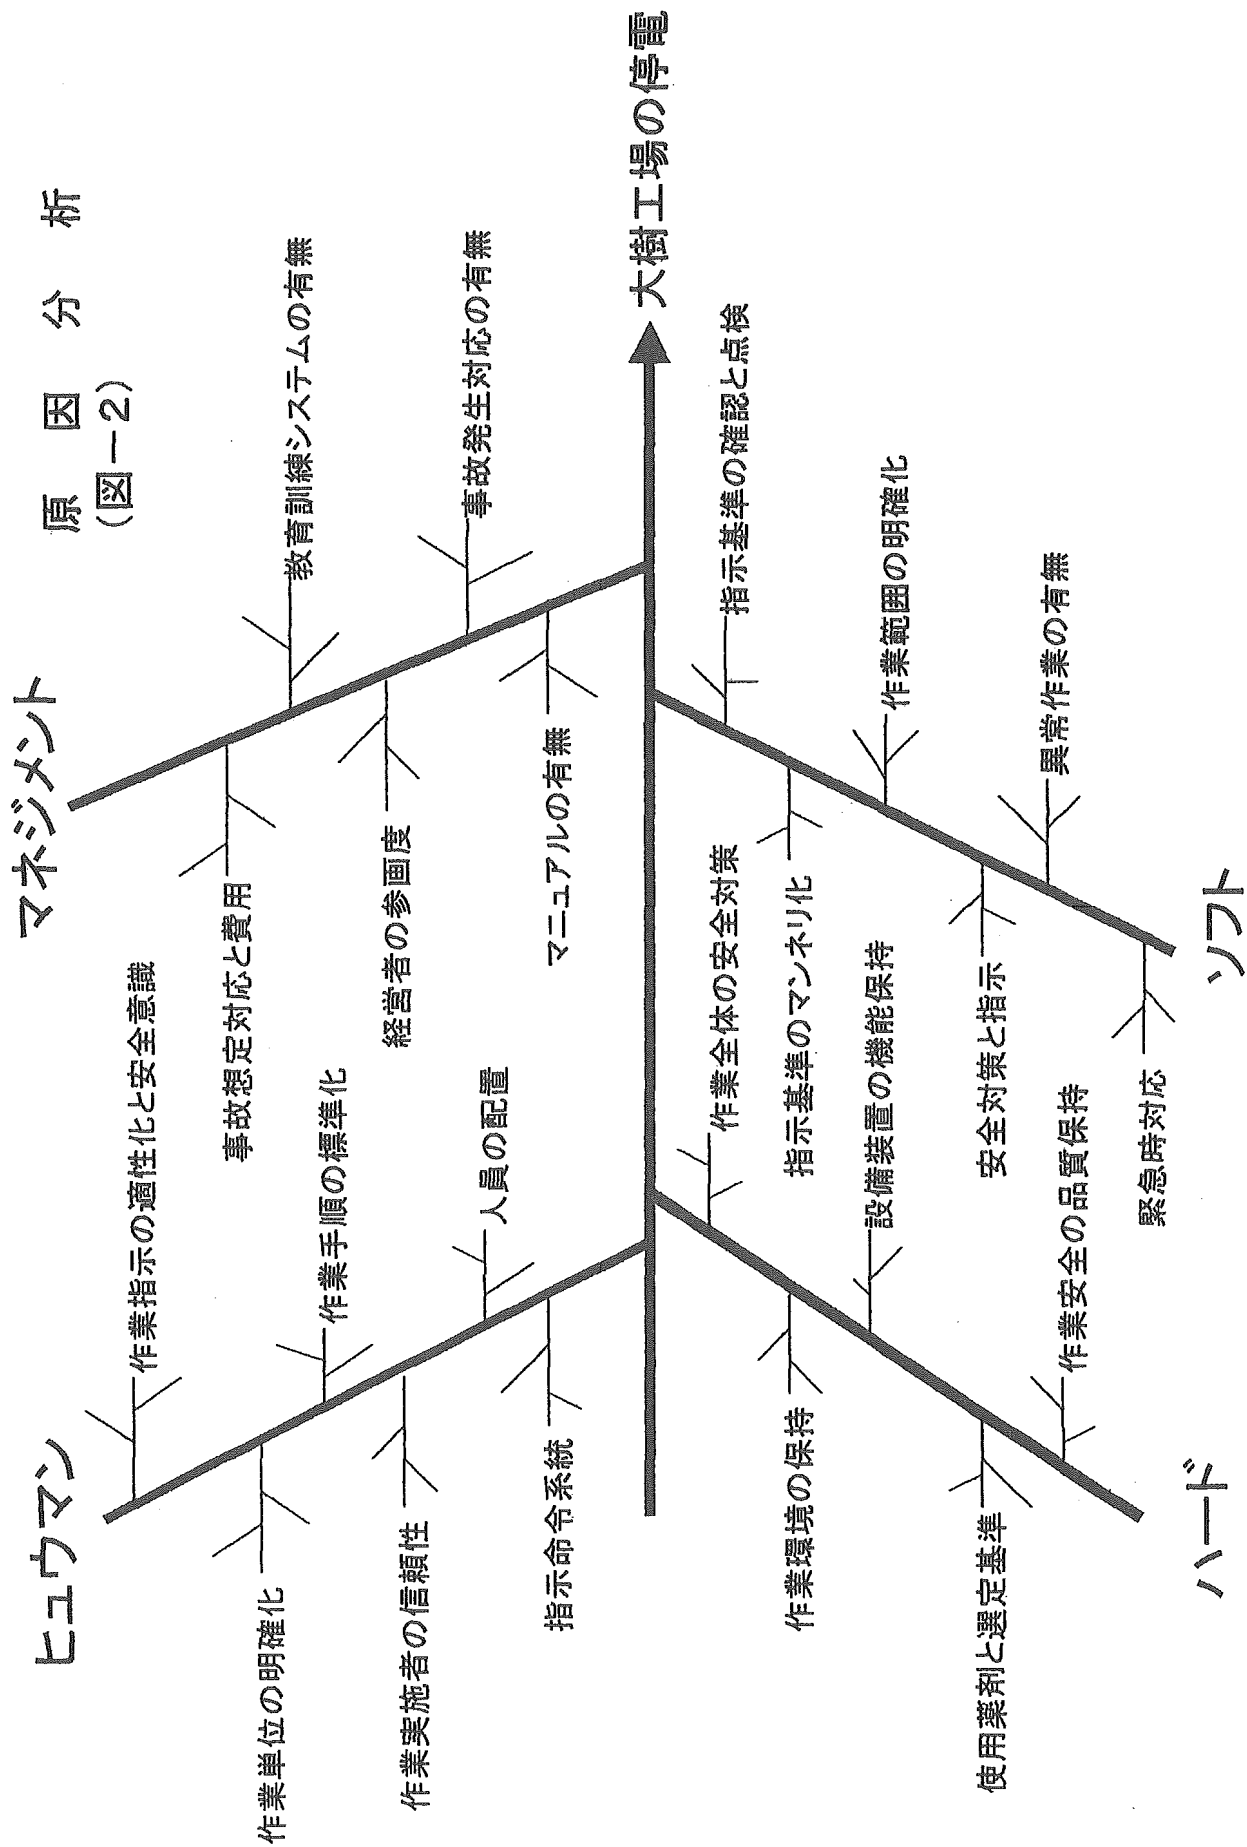 原因分析
(図－2)
ヒュウマン
作業指示の適性化と安全意識
作業単位の明確化
作業手順の標準化
作業実施者の信頼性
人員の配置
指示命令系統
マネジメント
事故想定対応と費用
教育訓練システムの有無
経営者の参画度
事故発生対応の有無
マニュアルの有無
大樹工場の停電
作業全体の安全対策
作業環境の保持
設備装置の機能保持
使用薬剤と選定基準
作業安全の品質保持
ハード
指示基準の確認と点検
指示基準のマンネリ化
作業範囲の明確化
安全対策と指示
異常作業の有無
緊急時対応
ソフト